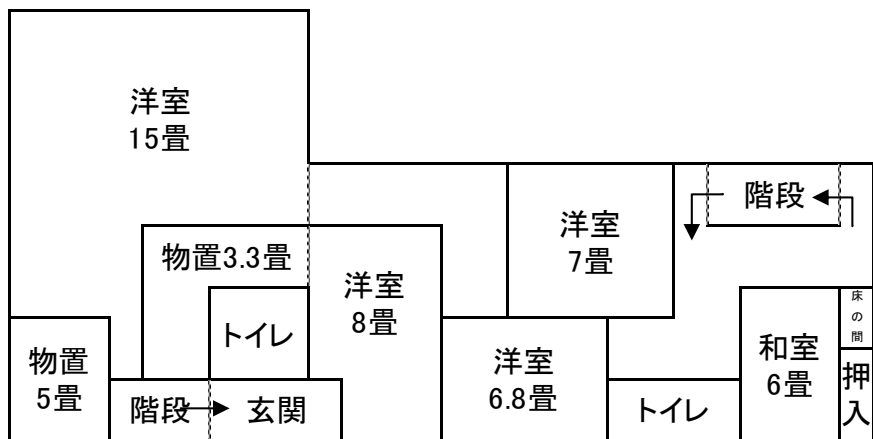 洋室
15畳
階段
洋室
7畳
物置3.3畳
洋室
8畳
床の間
トイレ
和室
6畳
物置
5畳
洋室
6.8畳
押入
階段
玄関
トイレ